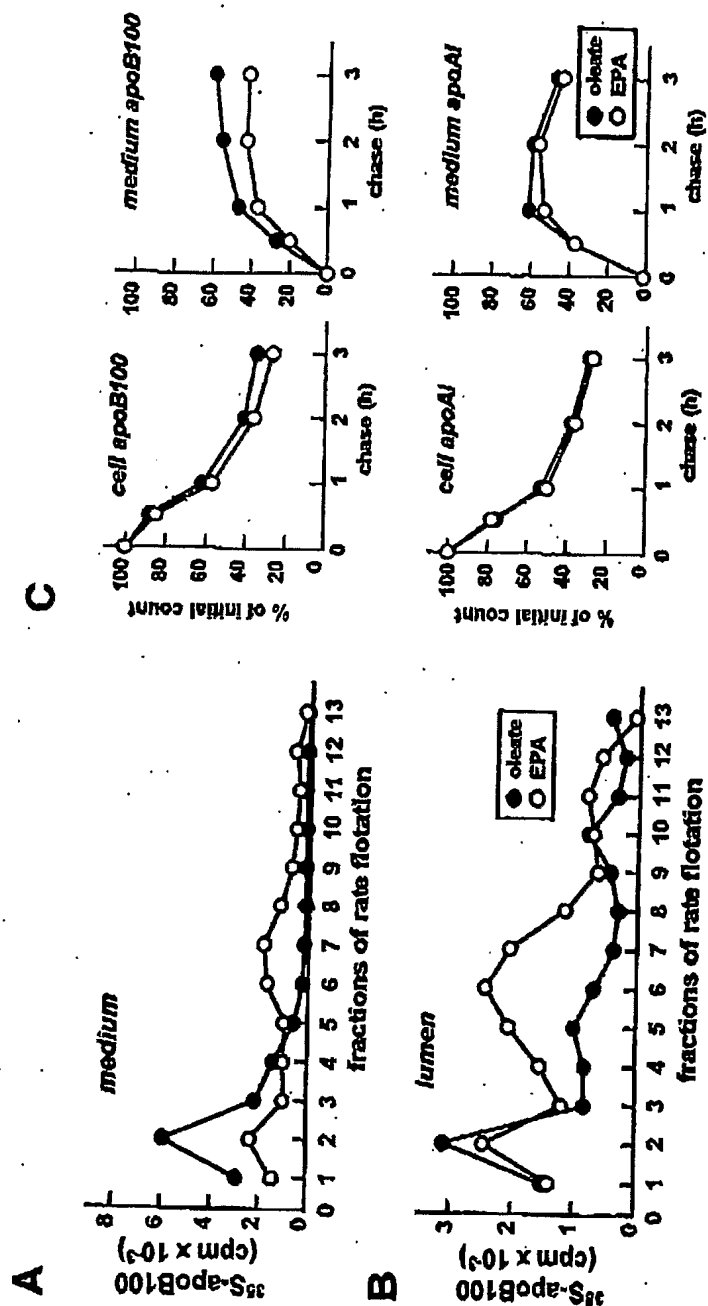 A
medium
8
6
4
2
0
³⁵S-apoB100
(cpm x 10⁻³)
0 1 2 3 4 5 6 7 8 9 10 11 12 13
fractions of rate flotation
B
lumen
oleate
EPA
3
2
1
0
³⁵S-apoB100
(cpm x 10⁻³)
0 1 2 3 4 5 6 7 8 9 10 11 12 13
fractions of rate flotation
C
cell apoB100
100
80
60
40
20
0
% of initial count
0 1 2 3
chase (h)
medium apoB100
100
80
60
40
20
0
0 1 2 3
chase (h)
cell apoAI
100
80
60
40
20
0
% of initial count
0 1 2 3
chase (h)
medium apoAI
100
80
60
40
20
0
oleate
EPA
0 1 2 3
chase (h)